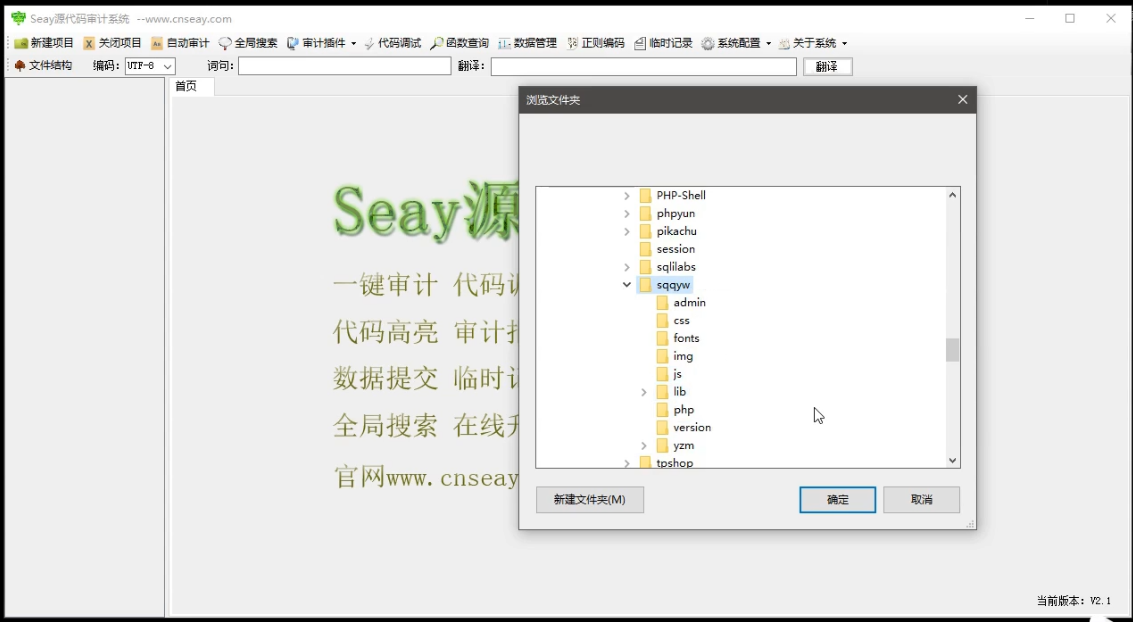 Seay源代码审计系统 --www.cnseay.com
新建项目 关闭项目 自动审计 全局搜索 审计插件 代码调试 函数查询 数据管理 正则编码 临时记录 系统配置 关于系统
文件结构 编码: UTF-8 词句: 翻译: 翻译
首页
浏览文件夹
PHP-Shell
phpyun
pikachu
session
sqlilabs
sqqyw
admin
css
fonts
img
js
lib
php
version
yzm
tpshop
新建文件夹(M) 确定 取消
Seay源
一键审计 代码调
代码高亮 审计插
数据提交 临时记
全局搜索 在线升
官网www.cnseay
当前版本: V2.1